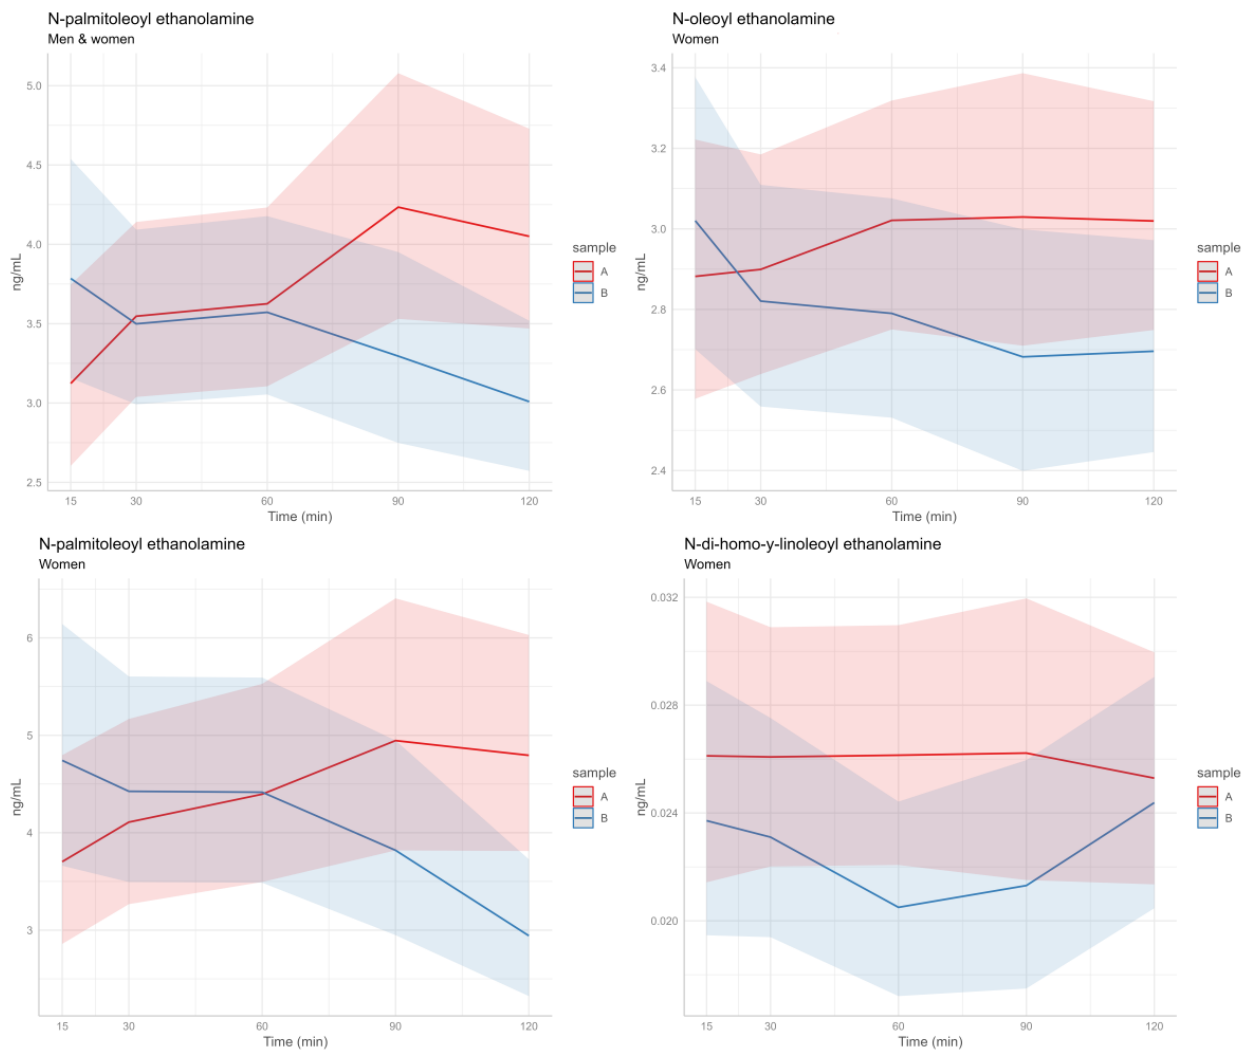 N-palmitoleoyl ethanolamine
Men & women
5.0
4.5
4.0
3.5
3.0
2.5
ng/mL
15 30 60 90 120
Time (min)
sample
A
B
N-oleoyl ethanolamine
Women
3.4
3.2
3.0
2.8
2.6
2.4
ng/mL
15 30 60 90 120
Time (min)
sample
A
B
N-palmitoleoyl ethanolamine
Women
6
5
4
3
ng/mL
15 30 60 90 120
Time (min)
sample
A
B
N-di-homo-y-linoleoyl ethanolamine
Women
0.032
0.028
0.024
0.020
ng/mL
15 30 60 90 120
Time (min)
sample
A
B